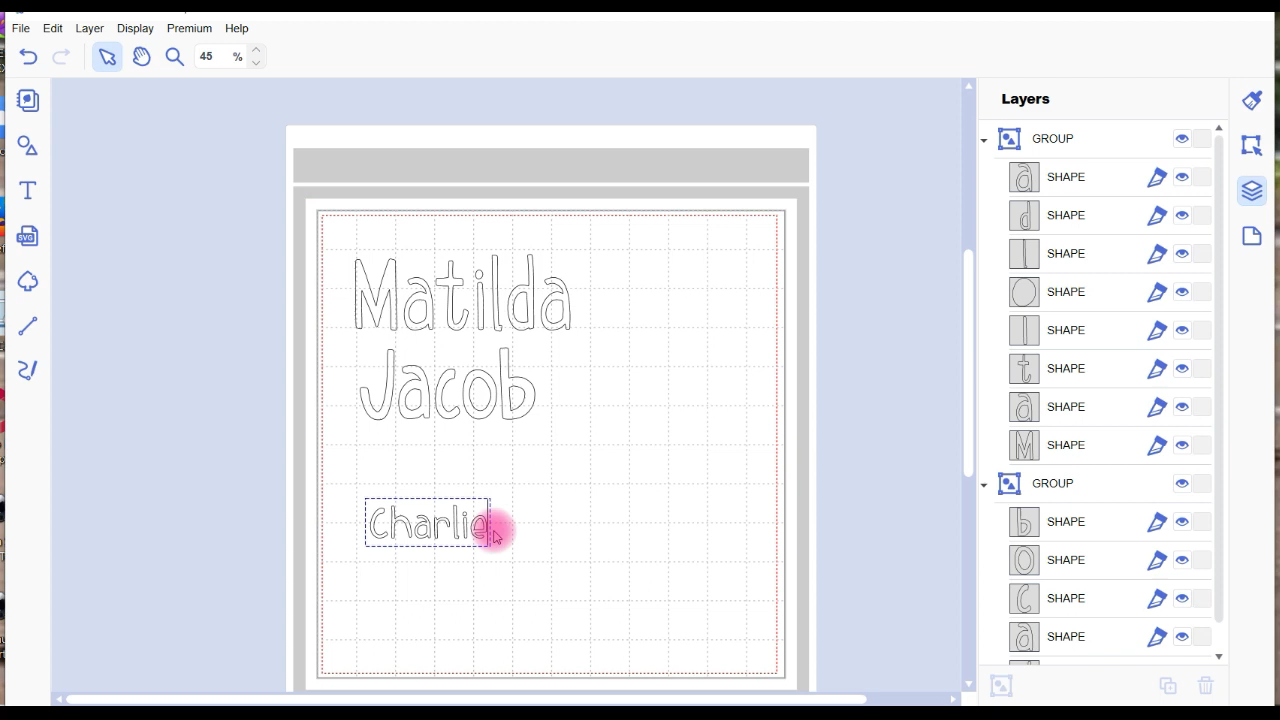 File Edit Layer Display Premium Help
45 %
T
SVG
Matilda
Jacob
Charlie
Layers
GROUP
a SHAPE
d SHAPE
l SHAPE
SHAPE
l SHAPE
t SHAPE
a SHAPE
M SHAPE
GROUP
b SHAPE
o SHAPE
c SHAPE
a SHAPE